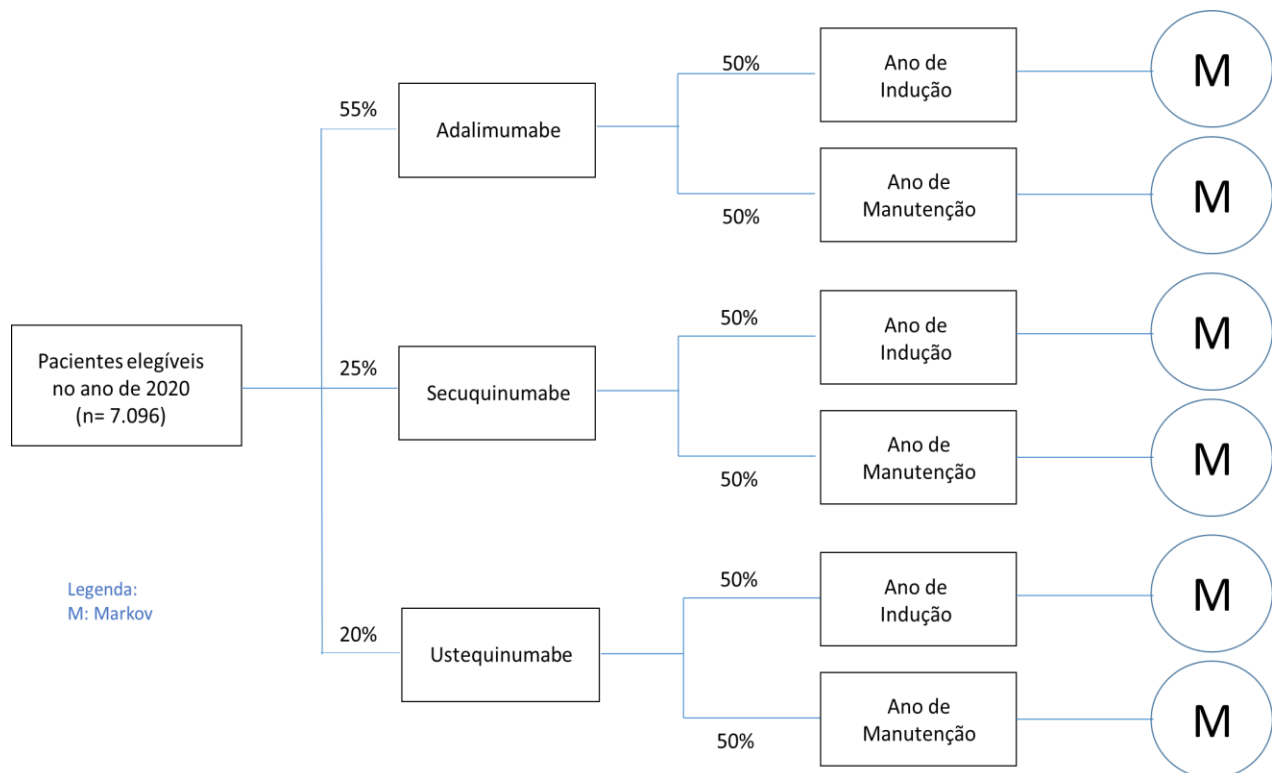 Pacientes elegíveis
no ano de 2020
(n= 7.096)
55%
Adalimumabe
50%
Ano de
Indução
M
50%
Ano de
Manutenção
M
25%
Secuquinumabe
50%
Ano de
Indução
M
50%
Ano de
Manutenção
M
20%
Ustequinumabe
50%
Ano de
Indução
M
50%
Ano de
Manutenção
M
Legenda:
M: Markov